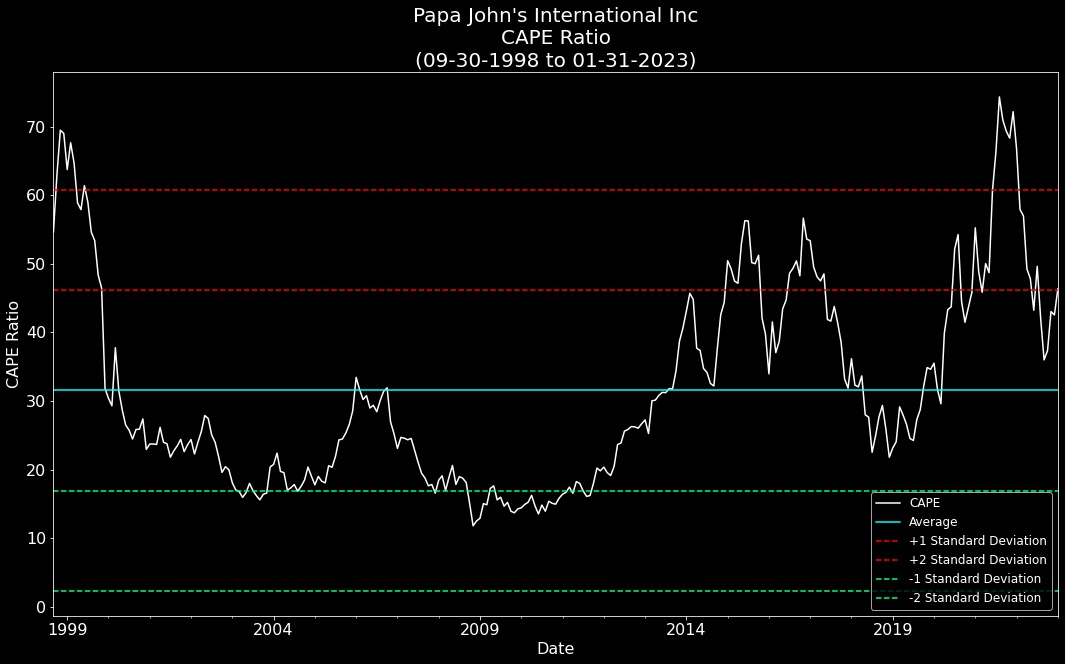 Papa John's International Inc
CAPE Ratio
(09-30-1998 to 01-31-2023)
CAPE Ratio
70
60
50
40
30
20
10
0
CAPE
Average
+1 Standard Deviation
+2 Standard Deviation
-1 Standard Deviation
-2 Standard Deviation
1999
2004
2009
2014
2019
Date